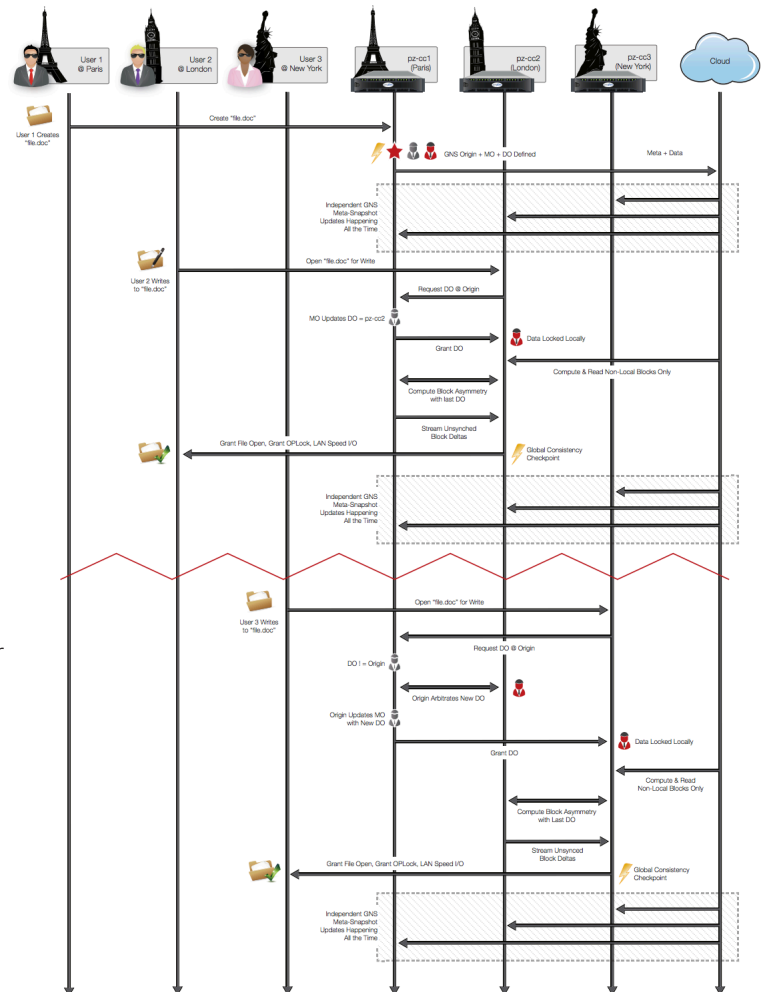 User 1
@ Paris
User 2
@ London
User 3
@ New York
pz-cc1
(Paris)
pz-cc2
(London)
pz-cc3
(New York)
Cloud
User 1 Creates
"file.doc"
Create "file.doc"
GNS Origin + MO + DO Defined
Meta + Data
Independent GNS
Meta-Snapshot
Updates Happening
All the Time
User 2 Writes
to "file.doc"
Open "file.doc" for Write
Request DO @ Origin
MO Updates DO = pz-cc2
Grant DO
Data Locked Locally
Compute & Read Non-Local Blocks Only
Compute Block Asymmetry
with last DO
Stream Unsynched
Block Deltas
Grant File Open, Grant OPLock, LAN Speed I/O
Global Consistency
Checkpoint
Independent GNS
Meta-Snapshot
Updates Happening
All the Time
User 3 Writes
to "file.doc"
Open "file.doc" for Write
Request DO @ Origin
DO ! = Origin
Origin Arbitrates New DO
Origin Updates MO
with New DO
Grant DO
Data Locked Locally
Compute & Read
Non-Local Blocks Only
Compute Block Asymmetry
with Last DO
Stream Unsynced
Block Deltas
Grant File Open, Grant OPLock, LAN Speed I/O
Global Consistency
Checkpoint
Independent GNS
Meta-Snapshot
Updates Happening
All the Time